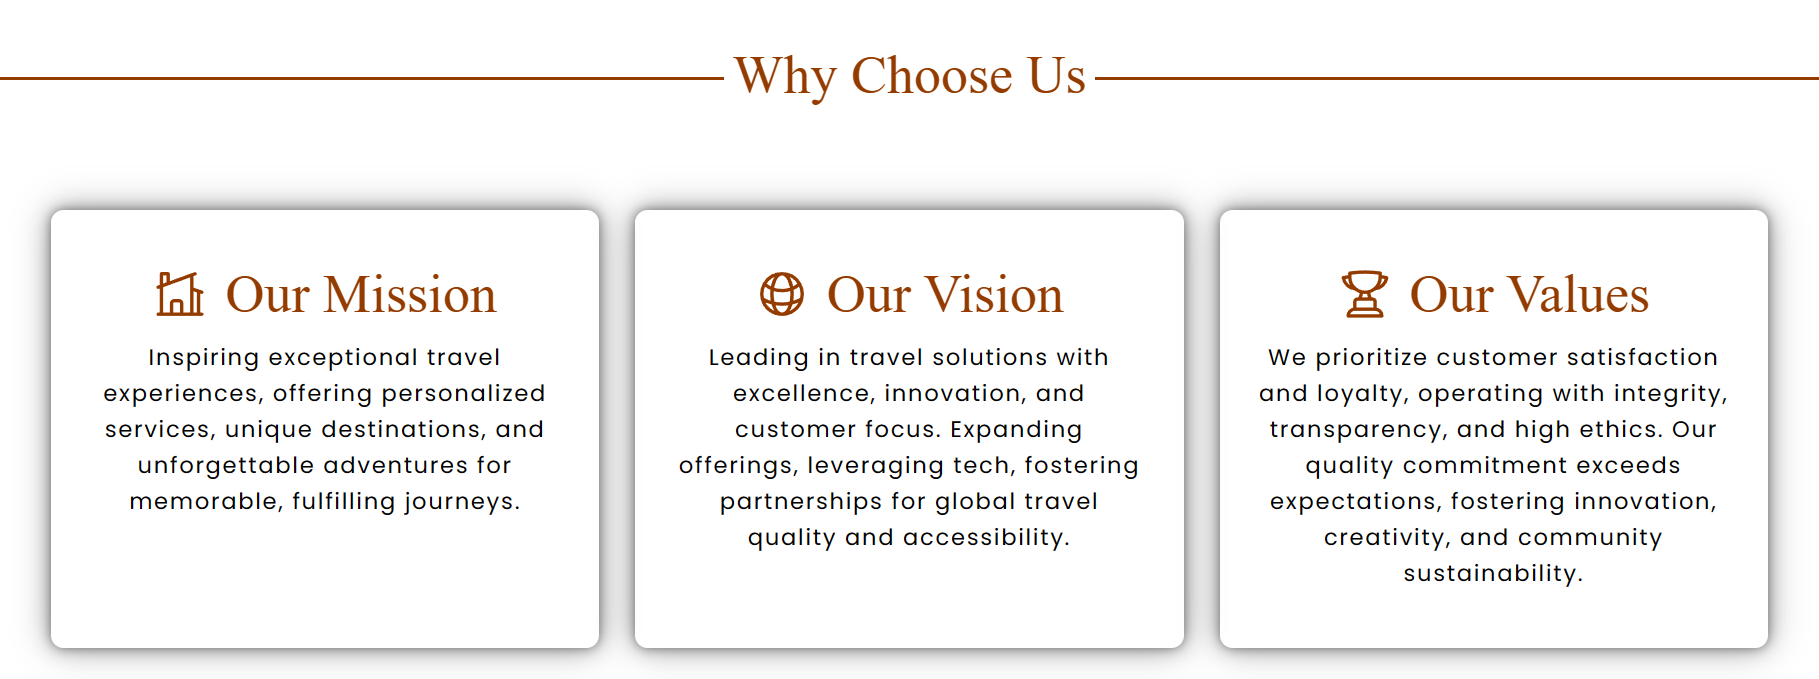 Why Choose Us
Our Mission
Inspiring exceptional travel
experiences, offering personalized
services, unique destinations, and
unforgettable adventures for
memorable, fulfilling journeys.
Our Vision
Leading in travel solutions with
excellence, innovation, and
customer focus. Expanding
offerings, leveraging tech, fostering
partnerships for global travel
quality and accessibility.
Our Values
We prioritize customer satisfaction
and loyalty, operating with integrity,
transparency, and high ethics. Our
quality commitment exceeds
expectations, fostering innovation,
creativity, and community
sustainability.